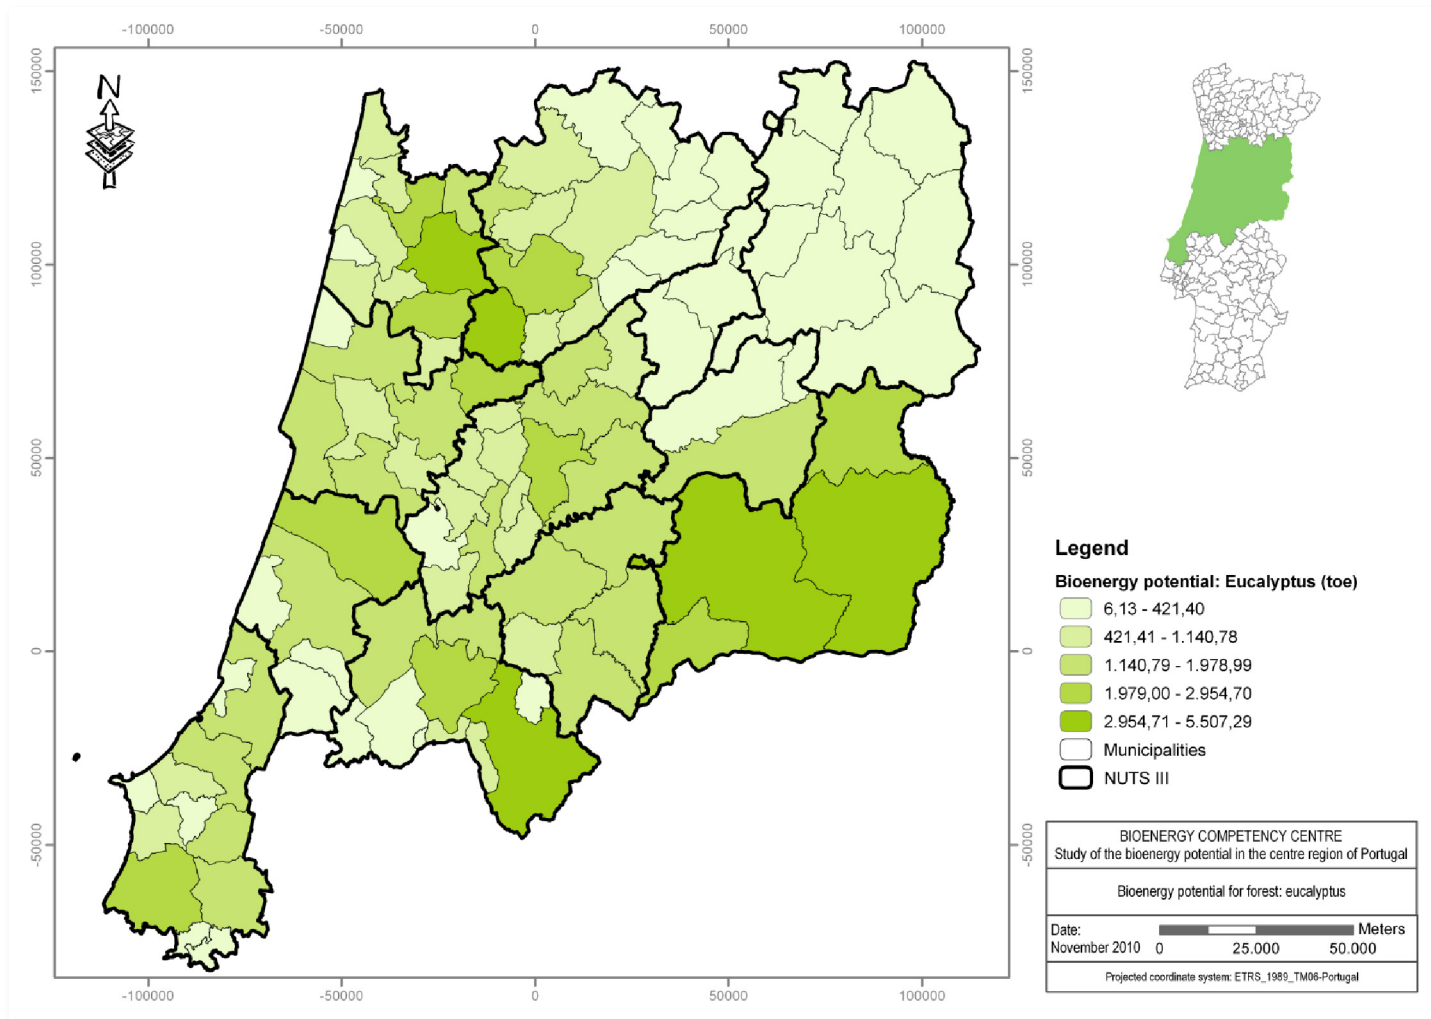 -100000 -50000 0 50000 100000
N
150000
100000
50000
0
-50000
150000
100000
50000
0
-50000
-100000 -50000 0 50000 100000
Legend
Bioenergy potential: Eucalyptus (toe)
6,13 - 421,40
421,41 - 1.140,78
1.140,79 - 1.978,99
1.979,00 - 2.954,70
2.954,71 - 5.507,29
Municipalities
NUTS III
BIOENERGY COMPETENCY CENTRE
Study of the bioenergy potential in the centre region of Portugal
Bioenergy potential for forest: eucalyptus
Date:
November 2010
Meters
0 25.000 50.000
Projected coordinate system: ETRS_1989_TM06-Portugal